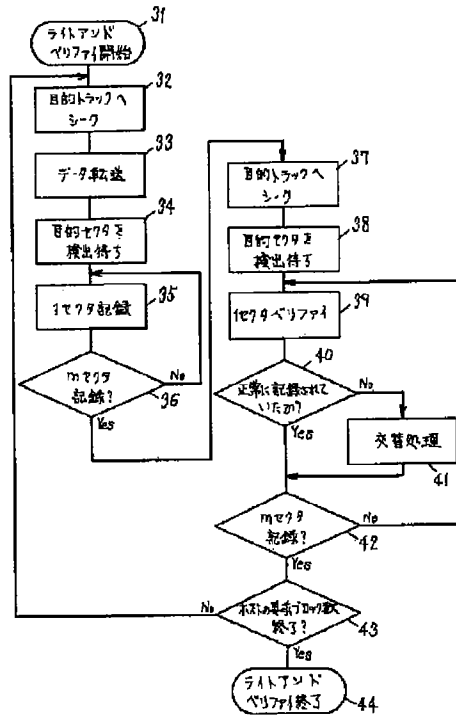 31
ライトアンド
ベリファイ開始
32
目的トラックへ
シーク
33
データ転送
34
目的セクタを
検出待ち
35
1セクタ記録
mセクタ
記録?
No
Yes
36
37
目的トラックへ
シーク
38
目的セクタを
検出待ち
39
1セクタベリファイ
40
正常に記録されて
いたか?
No
Yes
交替処理
41
mセクタ
記録?
No
Yes
42
ホストの要求ブロック数
終了?
No
Yes
43
ライトアンド
ベリファイ終了
44